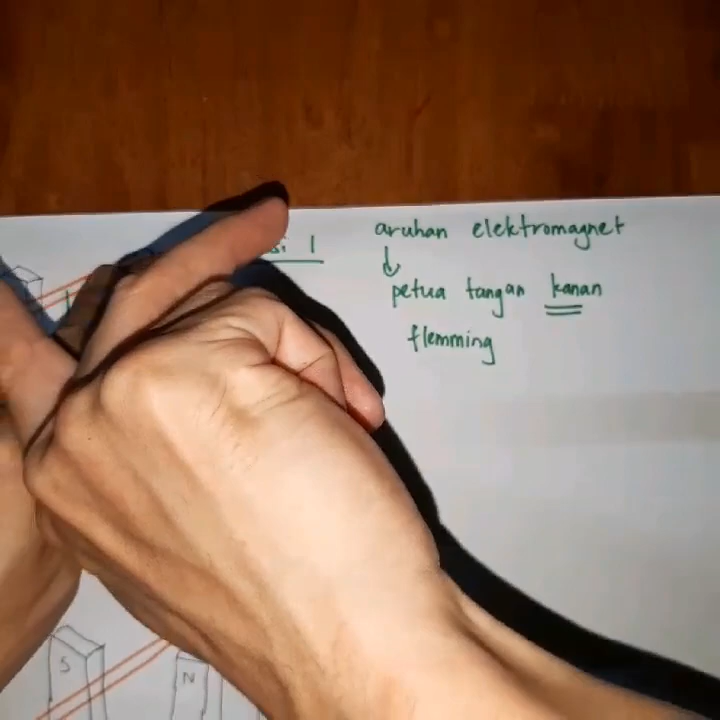 aruhan elektromagnet
petua tangan kanan
flemming
S
N